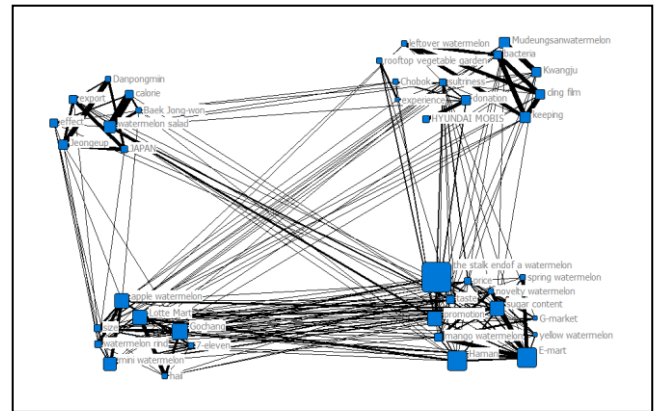 leftover watermelon
Mudeungsanwatermelon
bacteria
rooftop vegetable garden
Kwangju
Chobok
sultriness
cling film
experience
donation
keeping
HYUNDAI MOBIS
Danpongmin
calorie
export
Baek Jong-won
effect
watermelon salad
Jeongeup
JAPAN
the stalk endof a watermelon
price
spring watermelon
novelty watermelon
taste
sugar content
promotion
G-market
mango watermelon
yellow watermelon
Haman
E-mart
apple watermelon
Lotte Mart
size
Gochang
watermelon rind
7-eleven
mini watermelon
hail